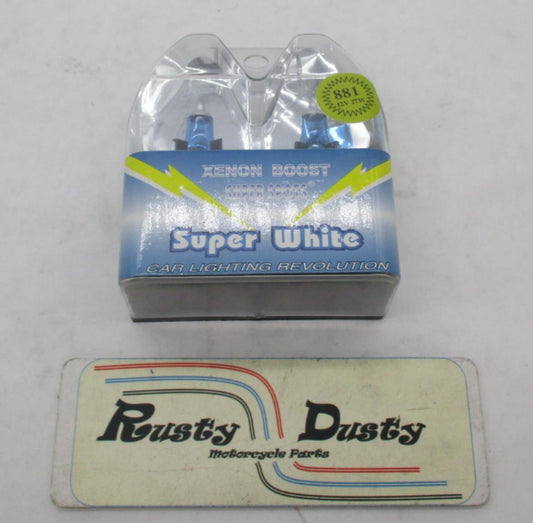 881
12V 27W
XENON BOOST
Super White
CAR LIGHTING REVOLUTION
Rusty Dusty
Motorcycle Parts